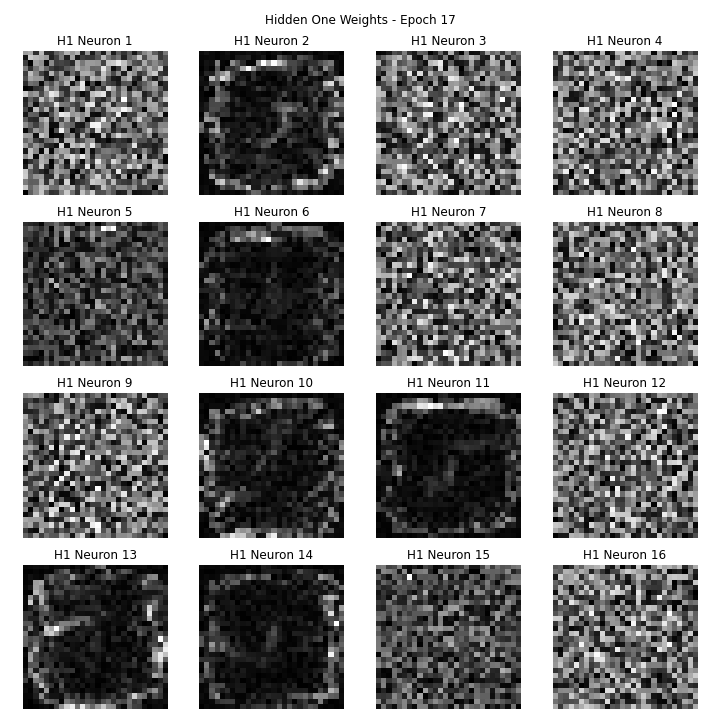 Hidden One Weights - Epoch 17
H1 Neuron 1
H1 Neuron 2
H1 Neuron 3
H1 Neuron 4
H1 Neuron 5
H1 Neuron 6
H1 Neuron 7
H1 Neuron 8
H1 Neuron 9
H1 Neuron 10
H1 Neuron 11
H1 Neuron 12
H1 Neuron 13
H1 Neuron 14
H1 Neuron 15
H1 Neuron 16